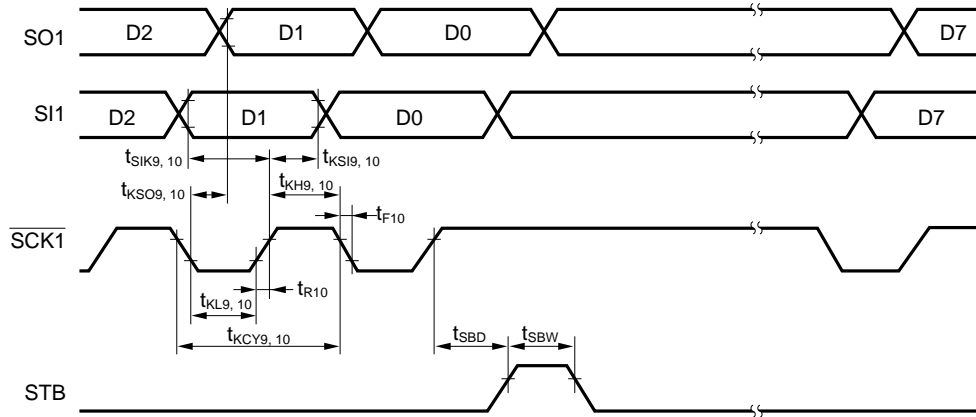 SO1 D2 D1 D0 D7
SI1 D2 D1 D0 D7
tSIK9, 10 tKSI9, 10
tKSO9, 10 tKH9, 10
tF10
SCK1
tR10
tKL9, 10
tKCY9, 10 tSBD tSBW
STB